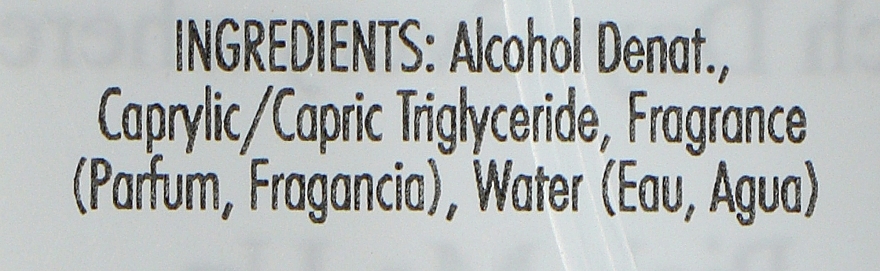 INGREDIENTS: Alcohol Denat.,
Caprylic/Capric Triglyceride, Fragrance
(Parfum, Fragancia), Water (Eau, Agua)